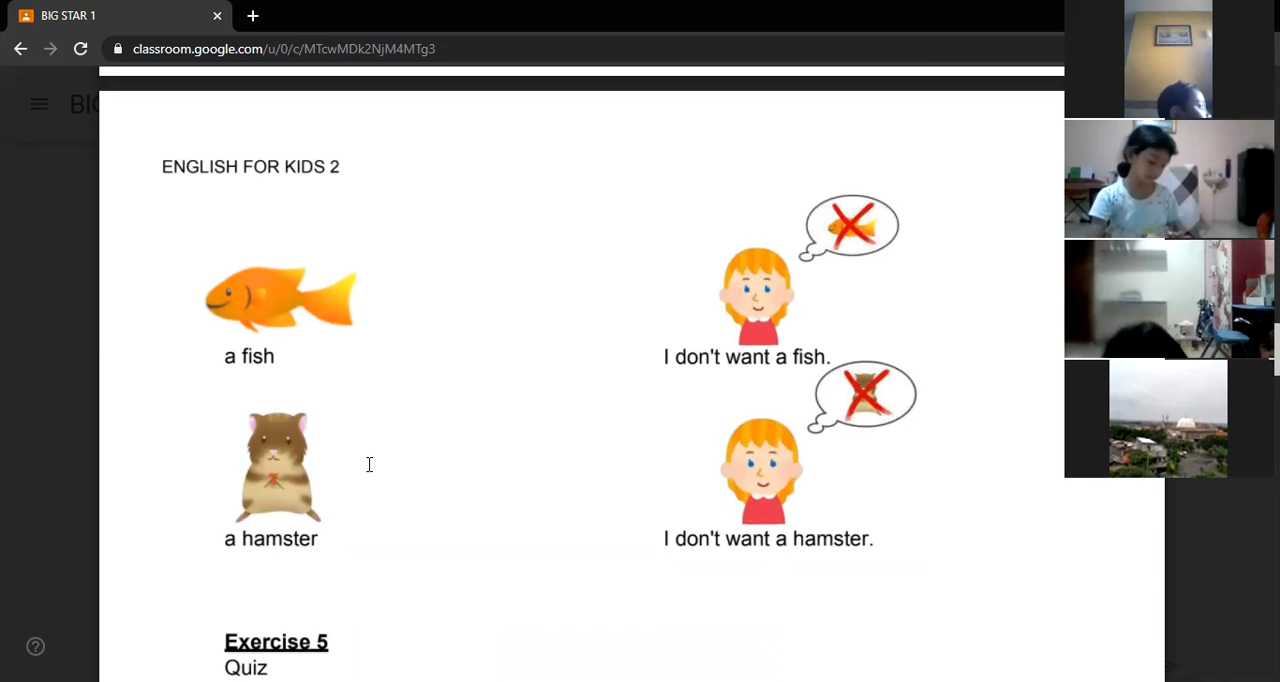 BIG STAR 1
classroom.google.com/u/0/c/MTcwMDk2NjM4MTg3
BIG
ENGLISH FOR KIDS 2
a fish
I don't want a fish.
a hamster
I don't want a hamster.
Exercise 5
Quiz